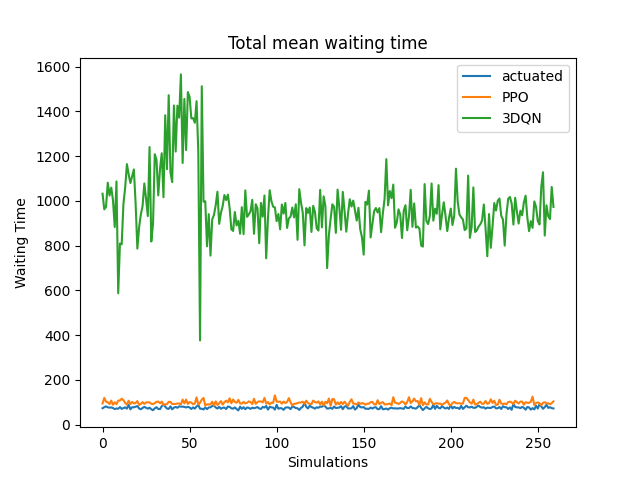 Total mean waiting time
actuated
PPO
3DQN
1600
1400
1200
1000
800
600
400
200
0
Waiting Time
0 50 100 150 200 250
Simulations